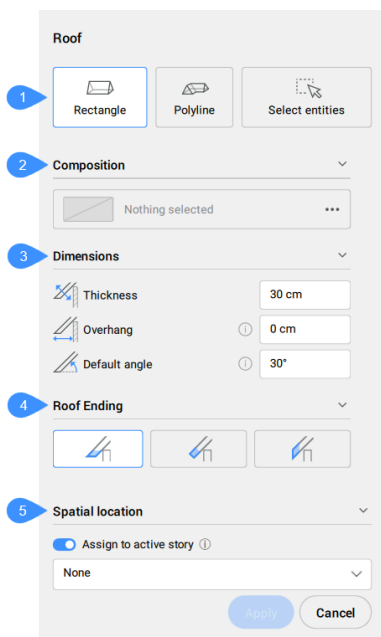 Roof
1
Rectangle
Polyline
Select entities
2 Composition
Nothing selected
3 Dimensions
Thickness 30 cm
Overhang 0 cm
Default angle 30°
4 Roof Ending
5 Spatial location
Assign to active story
None
Apply Cancel